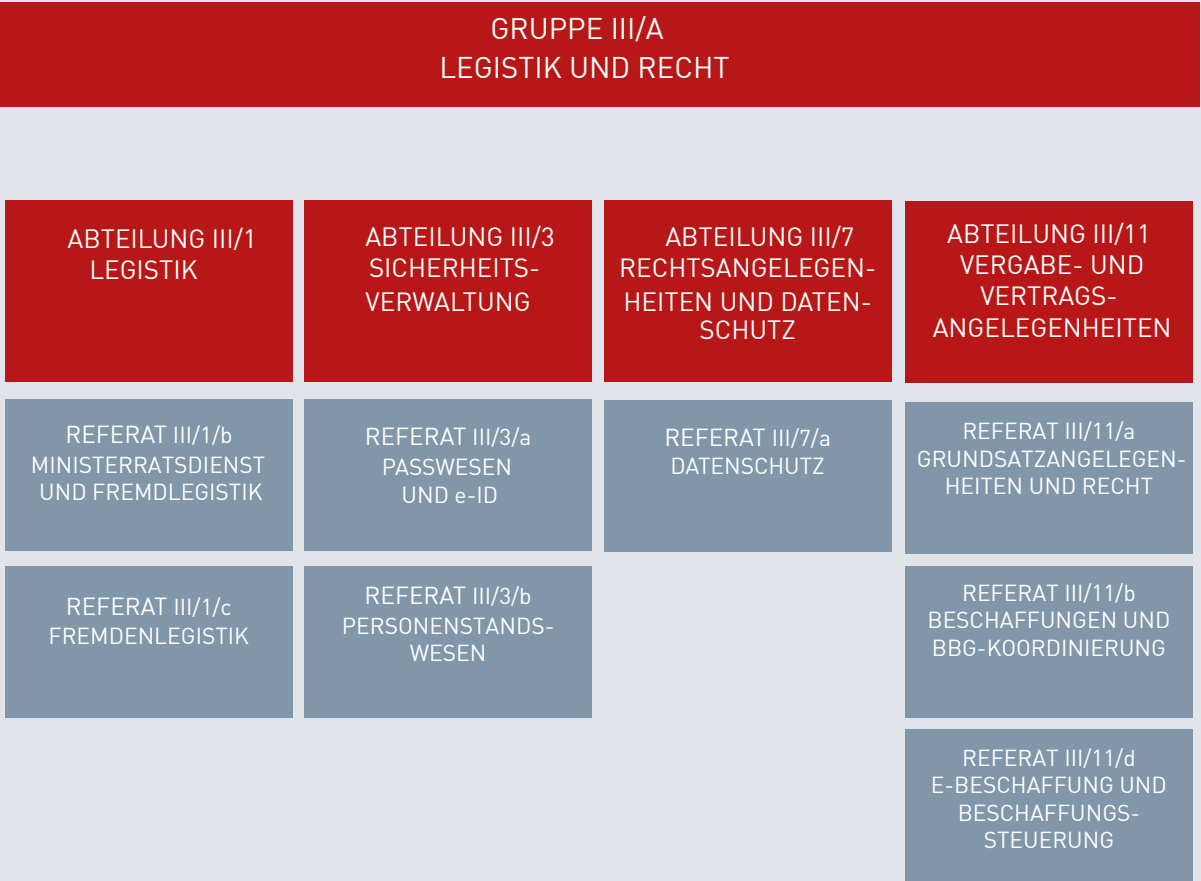 GRUPPE III/A
LEGISTIK UND RECHT
ABTEILUNG III/1
LEGISTIK
REFERAT III/1/b
MINISTERRATSDIENST
UND FREMDLEGISTIK
REFERAT III/1/c
FREMDENLEGISTIK
ABTEILUNG III/3
SICHERHEITS-
VERWALTUNG
REFERAT III/3/a
PASSWESEN
UND e-ID
REFERAT III/3/b
PERSONENSTANDS-
WESEN
ABTEILUNG III/7
RECHTSANGELEGEN-
HEITEN UND DATEN-
SCHUTZ
REFERAT III/7/a
DATENSCHUTZ
ABTEILUNG III/11
VERGABE- UND
VERTRAGS-
ANGELEGENHEITEN
REFERAT III/11/a
GRUNDSATZANGELEGEN-
HEITEN UND RECHT
REFERAT III/11/b
BESCHAFFUNGEN UND
BBG-KOORDINIERUNG
REFERAT III/11/d
E-BESCHAFFUNG UND
BESCHAFFUNGS-
STEUERUNG